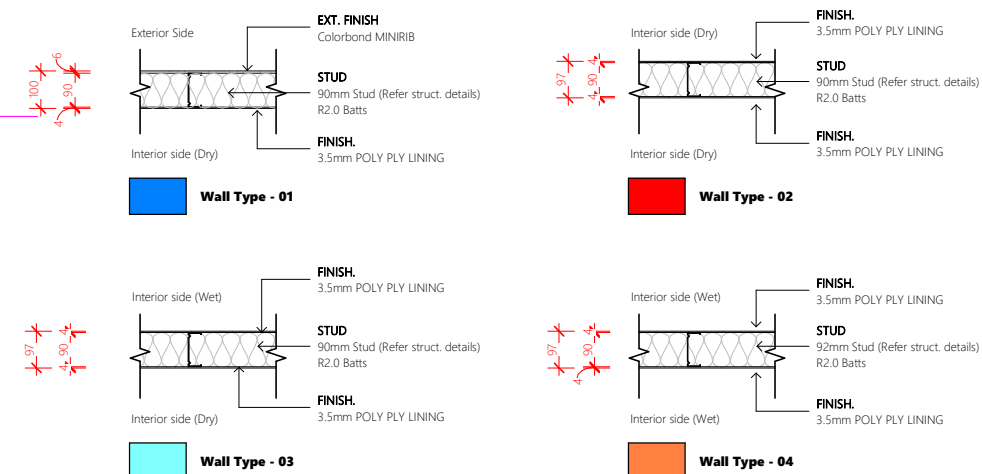 Exterior Side
EXT. FINISH
Colorbond MINIRIB
STUD
90mm Stud (Refer struct. details)
R2.0 Batts
FINISH.
3.5mm POLY PLY LINING
Interior side (Dry)
100
6
90
4
Wall Type - 01
Interior side (Dry)
FINISH.
3.5mm POLY PLY LINING
STUD
90mm Stud (Refer struct. details)
R2.0 Batts
FINISH.
3.5mm POLY PLY LINING
Interior side (Dry)
97
4
90
4
Wall Type - 02
Interior side (Wet)
FINISH.
3.5mm POLY PLY LINING
STUD
90mm Stud (Refer struct. details)
R2.0 Batts
FINISH.
3.5mm POLY PLY LINING
Interior side (Dry)
97
4
90
4
Wall Type - 03
Interior side (Wet)
FINISH.
3.5mm POLY PLY LINING
STUD
92mm Stud (Refer struct. details)
R2.0 Batts
FINISH.
3.5mm POLY PLY LINING
Interior side (Wet)
97
4
90
4
Wall Type - 04